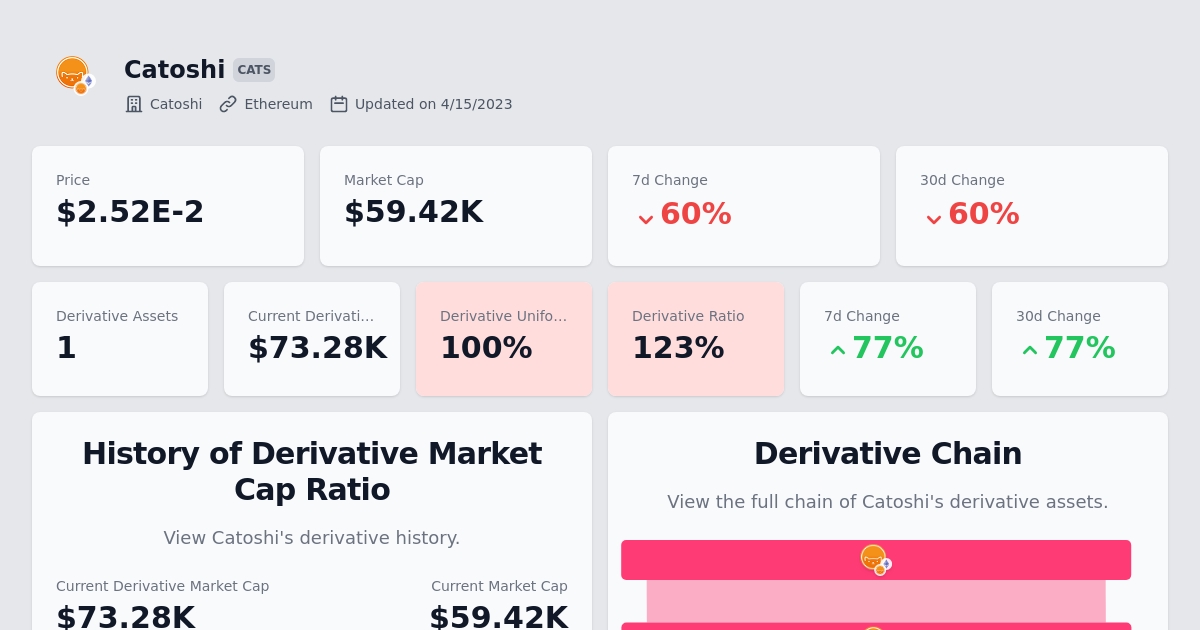 Catoshi CATS
Catoshi Ethereum Updated on 4/15/2023
Price Market Cap 7d Change 30d Change
$2.52E-2 $59.42K 60% 60%
Derivative Assets Current Derivati... Derivative Unifo... Derivative Ratio 7d Change 30d Change
1 $73.28K 100% 123% 77% 77%
History of Derivative Market
Cap Ratio
View Catoshi's derivative history.
Current Derivative Market Cap Current Market Cap
$73.28K $59.42K
Derivative Chain
View the full chain of Catoshi's derivative assets.